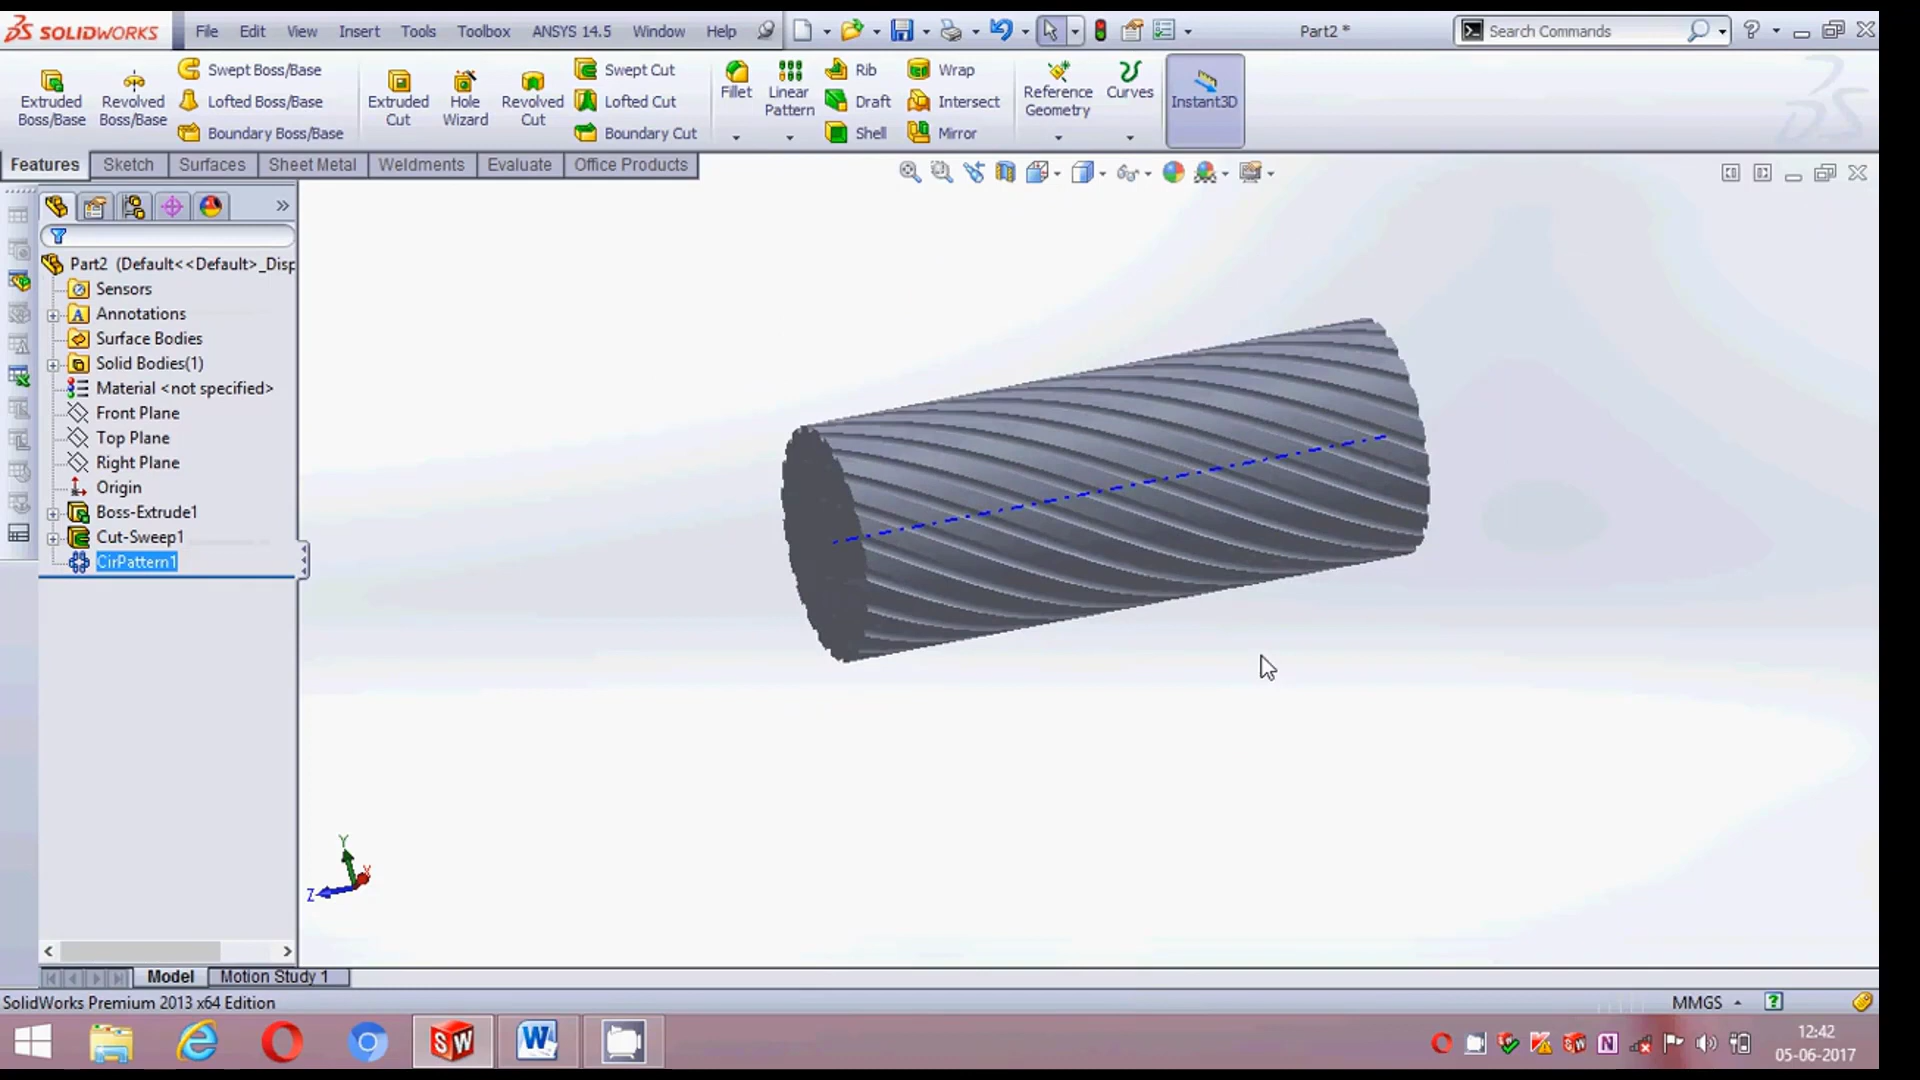 SOLIDWORKS File Edit View Insert Tools Toolbox ANSYS 14.5 Window Help Part2 * Search Commands ?
Extruded Boss/Base
Revolved Boss/Base
Swept Boss/Base
Lofted Boss/Base
Boundary Boss/Base
Extruded Cut
Hole Wizard
Revolved Cut
Swept Cut
Lofted Cut
Boundary Cut
Fillet
Linear Pattern
Rib
Draft
Shell
Wrap
Intersect
Mirror
Reference Geometry
Curves
Instant3D
Features Sketch Surfaces Sheet Metal Weldments Evaluate Office Products
Part2 (Default<<Default>_Disp
Sensors
Annotations
Surface Bodies
Solid Bodies(1)
Material <not specified>
Front Plane
Top Plane
Right Plane
Origin
Boss-Extrude1
Cut-Sweep1
CirPattern1
Y
X
Z
Model Motion Study 1
SolidWorks Premium 2013 x64 Edition MMGS ?
12:42
05-06-2017